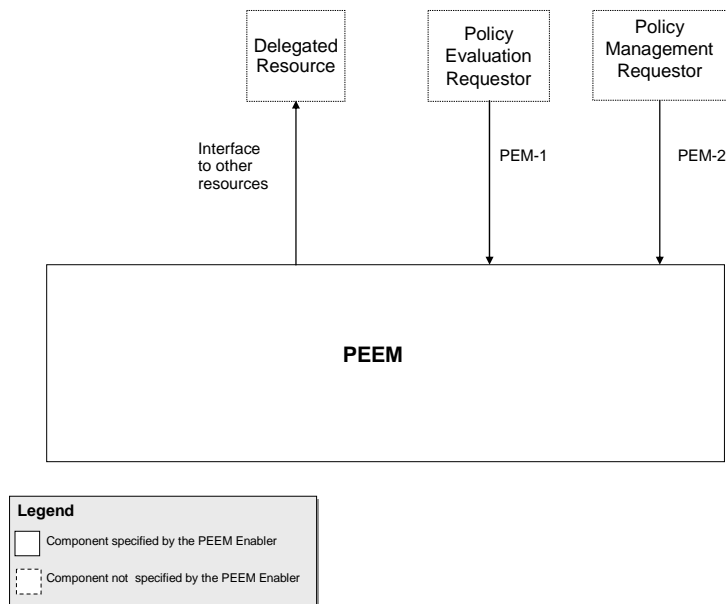 Delegated
Resource
Policy
Evaluation
Requestor
Policy
Management
Requestor
Interface
to other
resources
PEM-1
PEM-2
PEEM
Legend
Component specified by the PEEM Enabler
Component not specified by the PEEM Enabler